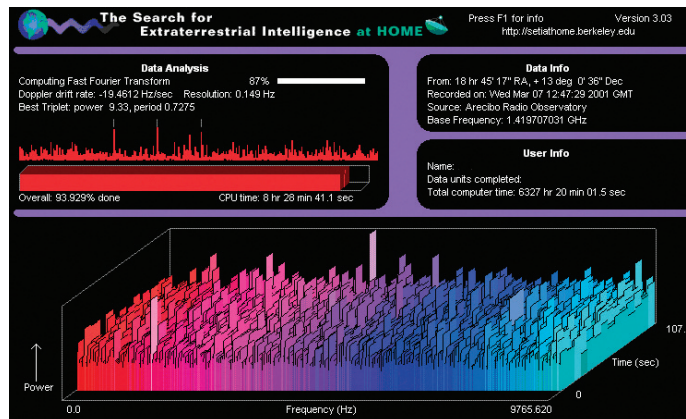 The Search for
Extraterrestrial Intelligence at HOME
Press F1 for info
Version 3.03
http://setiathome.berkeley.edu
Data Analysis
Computing Fast Fourier Transform 87%
Doppler drift rate: -19.4612 Hz/sec Resolution: 0.149 Hz
Best Triplet: power 9.33, period 0.7275
Overall: 93.929% done CPU time: 8 hr 28 min 41.1 sec
Data Info
From: 18 hr 45' 17" RA, + 13 deg 0' 36" Dec
Recorded on: Wed Mar 07 12:47:29 2001 GMT
Source: Arecibo Radio Observatory
Base Frequency: 1.419707031 GHz
User Info
Name:
Data units completed:
Total computer time: 6327 hr 20 min 01.5 sec
107.
Time (sec)
Power
0
0.0
Frequency (Hz)
9765.620